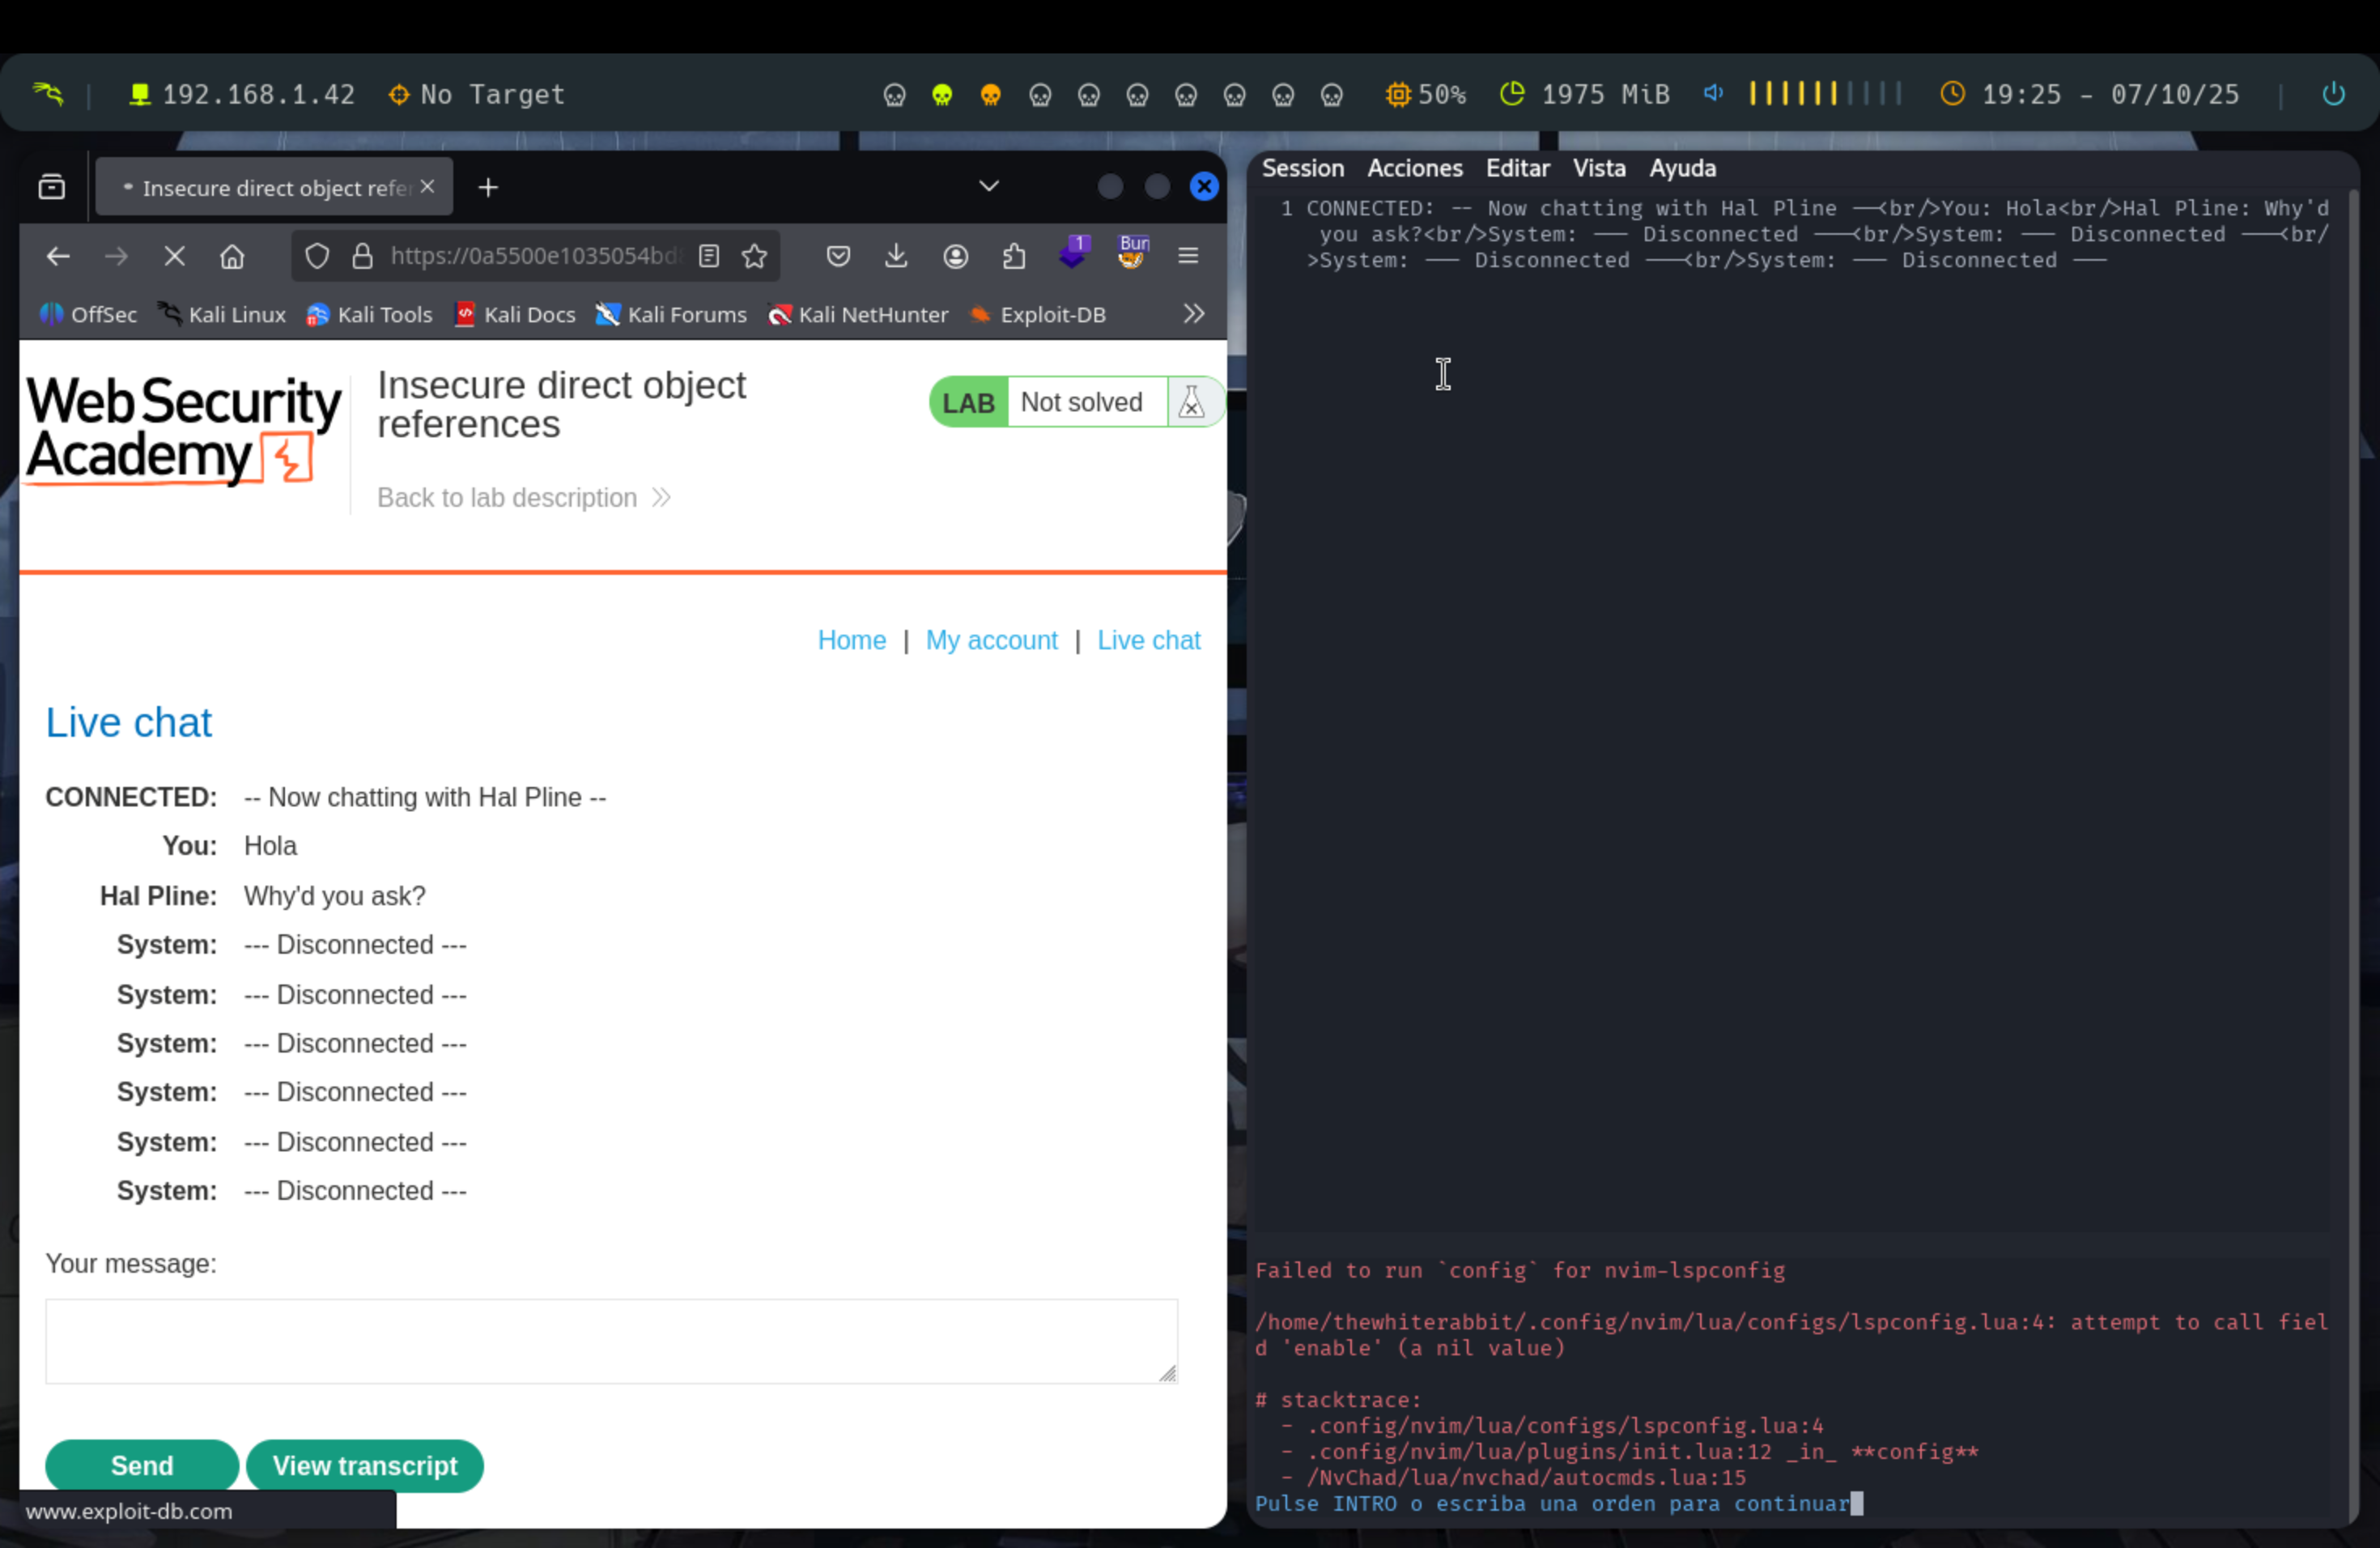 192.168.1.42 No Target 50% 1975 MiB 19:25 - 07/10/25
Insecure direct object refer
https://0a5500e1035054bd
1
Bur
OffSec Kali Linux Kali Tools Kali Docs Kali Forums Kali NetHunter Exploit-DB
Web Security
Academy
Insecure direct object
references
LAB Not solved
Back to lab description
Home | My account | Live chat
Live chat
CONNECTED: -- Now chatting with Hal Pline --
You: Hola
Hal Pline: Why'd you ask?
System: --- Disconnected ---
System: --- Disconnected ---
System: --- Disconnected ---
System: --- Disconnected ---
System: --- Disconnected ---
System: --- Disconnected ---
Your message:
Send View transcript
www.exploit-db.com
Session Acciones Editar Vista Ayuda
1 CONNECTED: -- Now chatting with Hal Pline --<br/>You: Hola<br/>Hal Pline: Why'd
you ask?<br/>System: --- Disconnected ---<br/>System: --- Disconnected ---<br/
>System: --- Disconnected ---<br/>System: --- Disconnected ---
Failed to run `config` for nvim-lspconfig
/home/thewhiterabbit/.config/nvim/lua/configs/lspconfig.lua:4: attempt to call fiel
d 'enable' (a nil value)
# stacktrace:
- .config/nvim/lua/configs/lspconfig.lua:4
- .config/nvim/lua/plugins/init.lua:12 _in_ **config**
- /NvChad/lua/nvchad/autocmds.lua:15
Pulse INTRO o escriba una orden para continuar